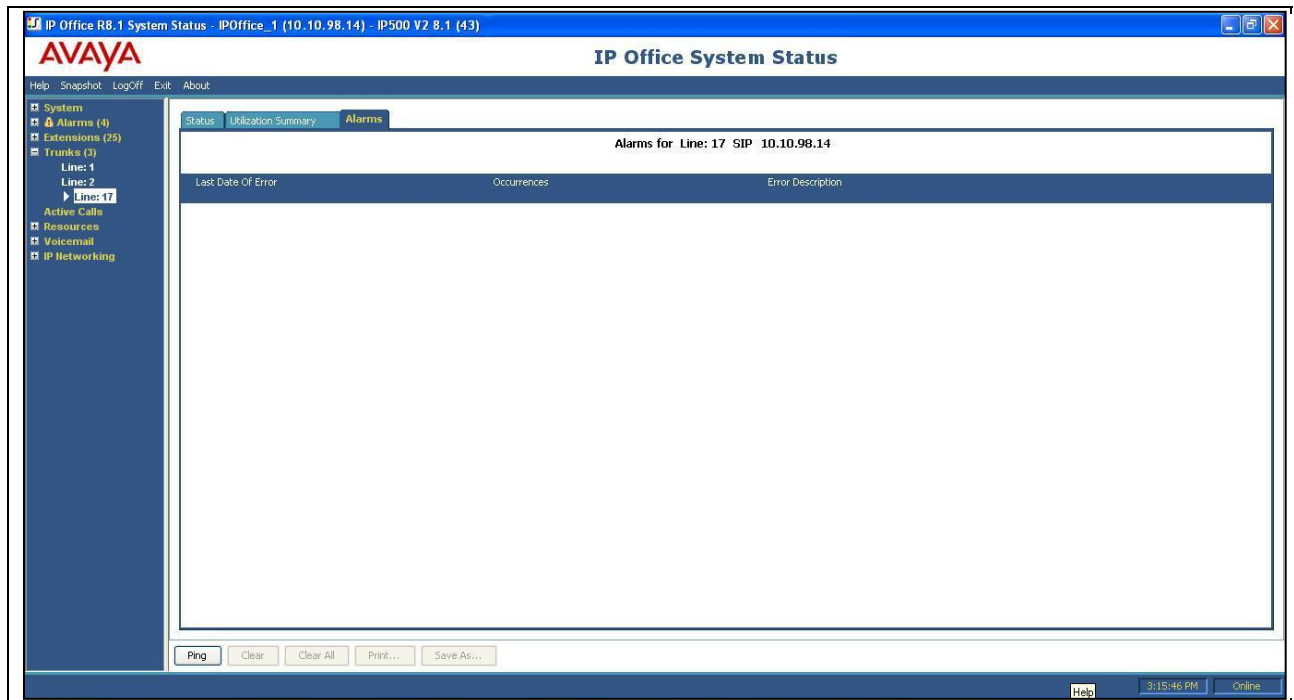 IP Office R8.1 System Status - IPOffice_1 (10.10.98.14) - IP500 V2 8.1 (43)
AVAYA
IP Office System Status
Help Snapshot LogOff Exit About
System
Alarms (4)
Extensions (25)
Trunks (3)
Line: 1
Line: 2
Line: 17
Active Calls
Resources
Voicemail
IP Networking
Status Utilization Summary Alarms
Alarms for Line: 17 SIP 10.10.98.14
Last Date Of Error Occurrences Error Description
Ping Clear Clear All Print... Save As...
Help 3:15:46 PM Online